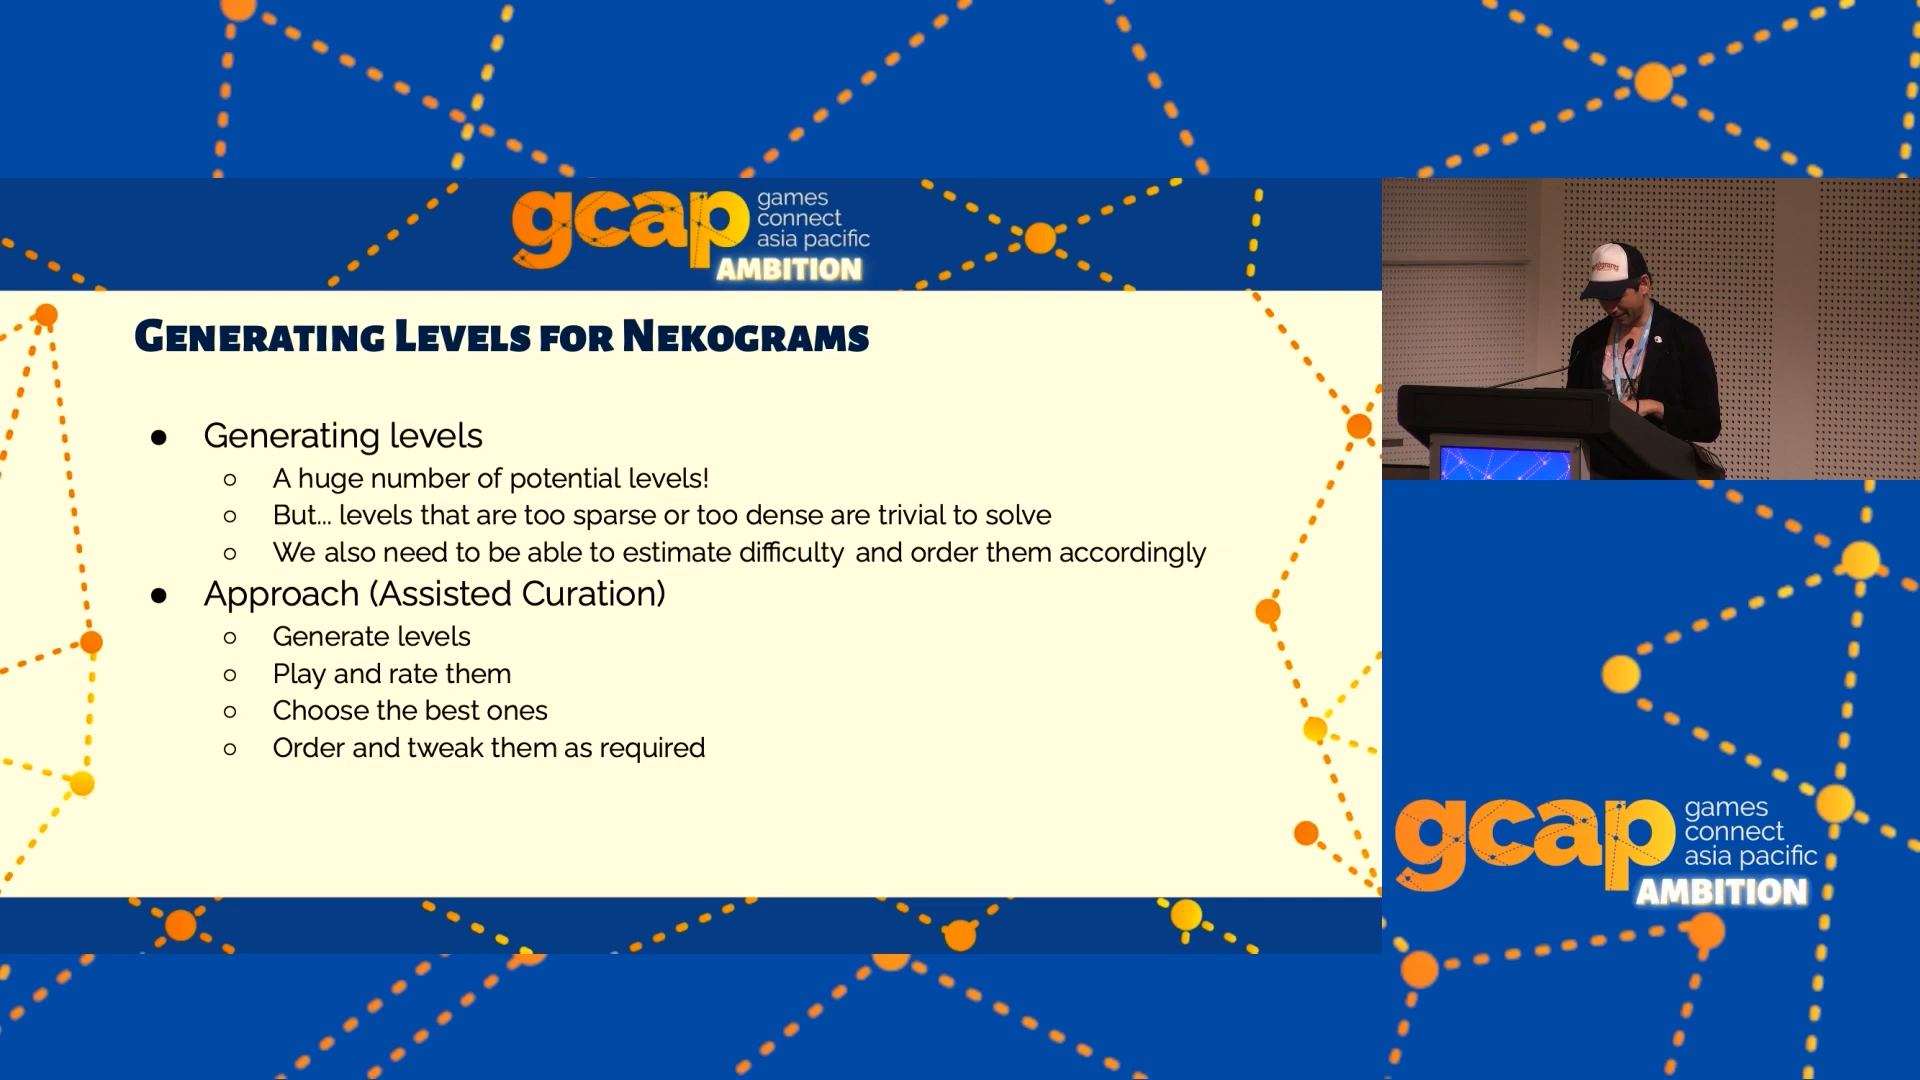 gcap games
connect
asia pacific
AMBITION
GENERATING LEVELS FOR NEKOGRAMS
● Generating levels
○ A huge number of potential levels!
○ But... levels that are too sparse or too dense are trivial to solve
○ We also need to be able to estimate difficulty and order them accordingly
● Approach (Assisted Curation)
○ Generate levels
○ Play and rate them
○ Choose the best ones
○ Order and tweak them as required
gcap games
connect
asia pacific
AMBITION